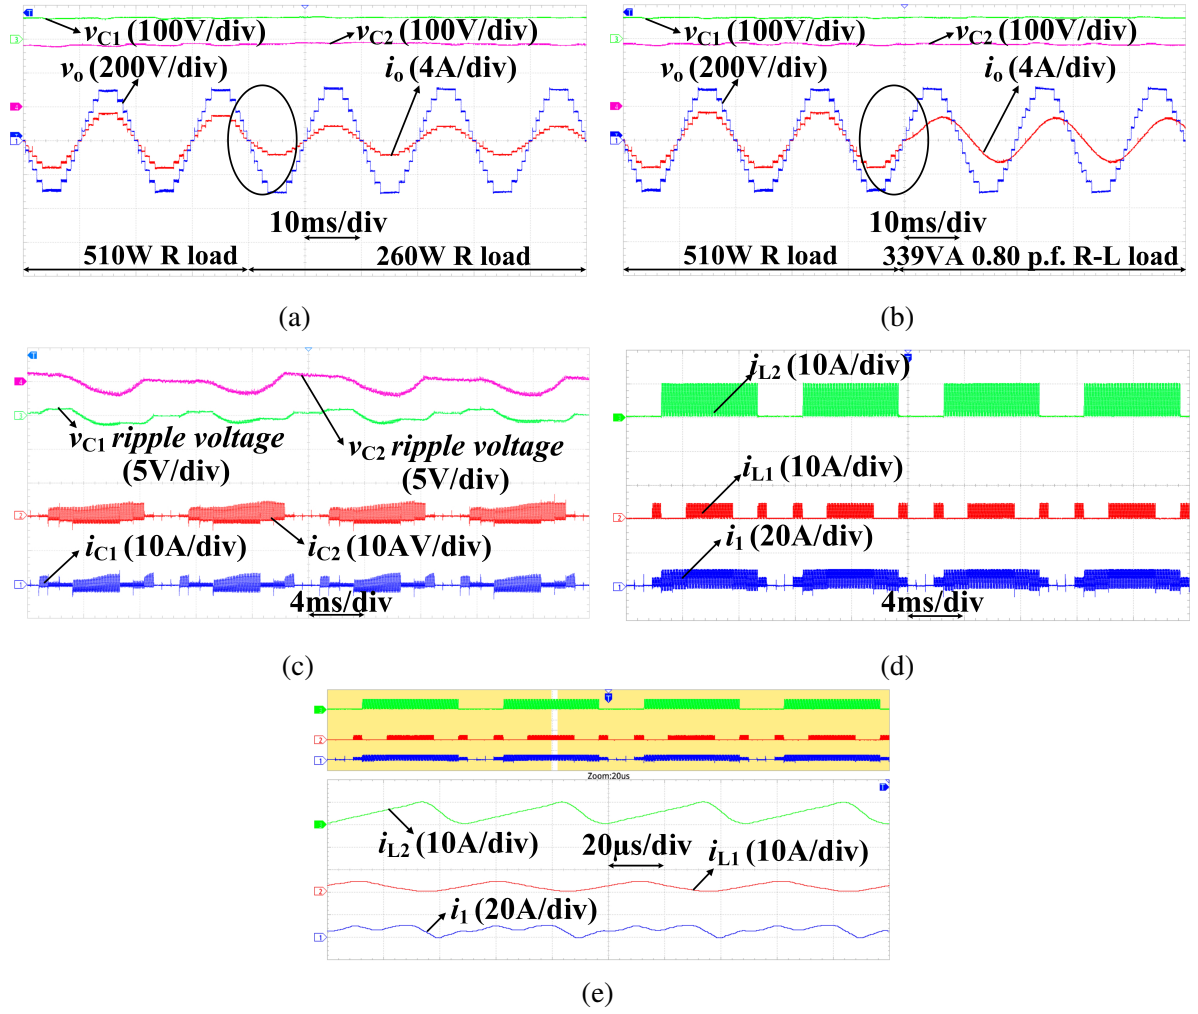 vC1 (100V/div) vC2 (100V/div)
vo (200V/div) io (4A/div)
10ms/div
510W R load 260W R load
(a)
vC1 (100V/div) vC2 (100V/div)
vo (200V/div) io (4A/div)
10ms/div
510W R load 339VA 0.80 p.f. R-L load
(b)
vC1 ripple voltage
(5V/div)
vC2 ripple voltage
(5V/div)
iC1 (10A/div) iC2 (10AV/div)
4ms/div
(c)
iL2 (10A/div)
iL1 (10A/div)
i1 (20A/div)
4ms/div
(d)
Zoom:20us
iL2 (10A/div) 20μs/div iL1 (10A/div)
i1 (20A/div)
(e)